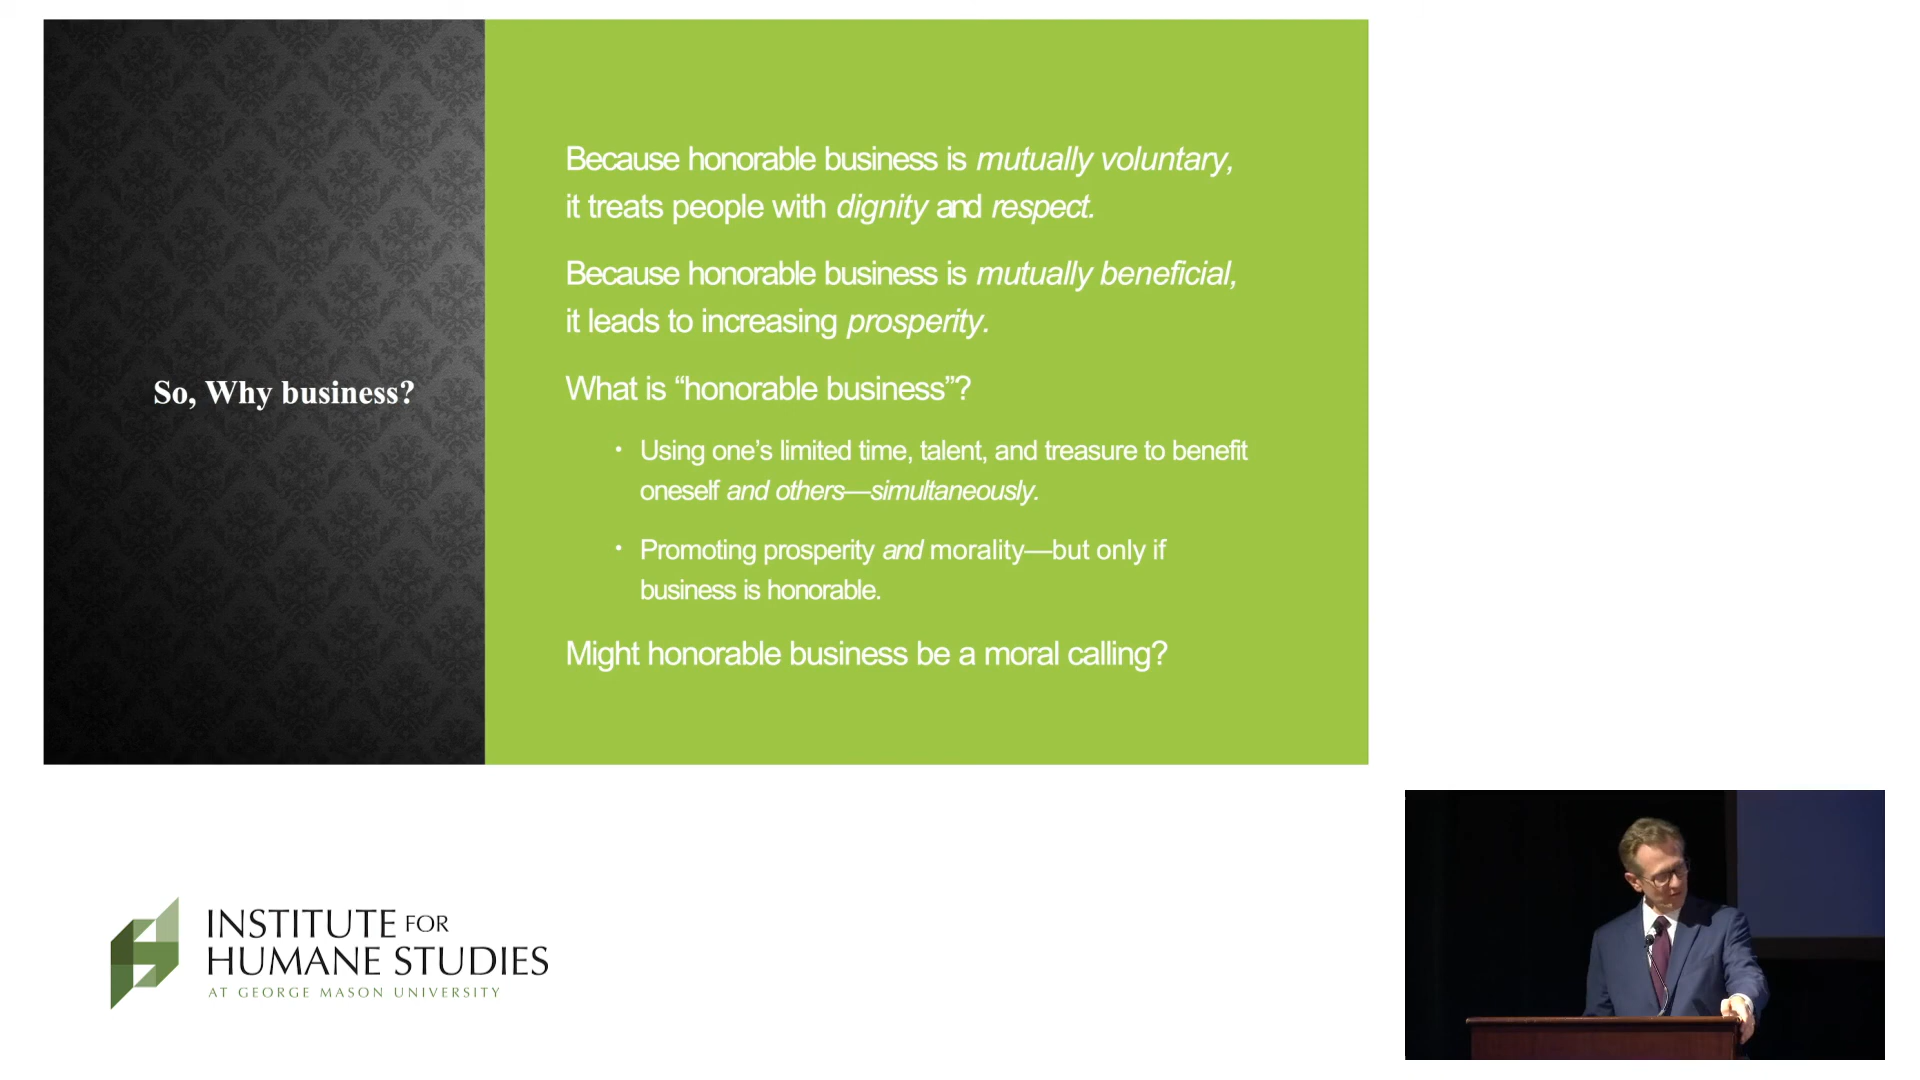 So, Why business?
Because honorable business is mutually voluntary,
it treats people with dignity and respect.
Because honorable business is mutually beneficial,
it leads to increasing prosperity.
What is “honorable business”?
• Using one’s limited time, talent, and treasure to benefit
oneself and others—simultaneously.
• Promoting prosperity and morality—but only if
business is honorable.
Might honorable business be a moral calling?
INSTITUTE FOR
HUMANE STUDIES
AT GEORGE MASON UNIVERSITY